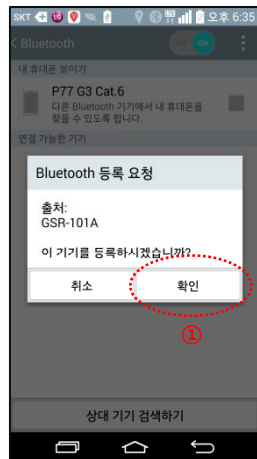 SKT 오후 6:35
< Bluetooth ON
내 휴대폰 보이기
P77 G3 Cat.6
다른 Bluetooth 기기에서 내 휴대폰을
찾을 수 있도록 합니다.
연결 가능한 기기
Bluetooth 등록 요청
출처:
GSR-101A
이 기기를 등록하시겠습니까?
취소 확인
①
상대 기기 검색하기